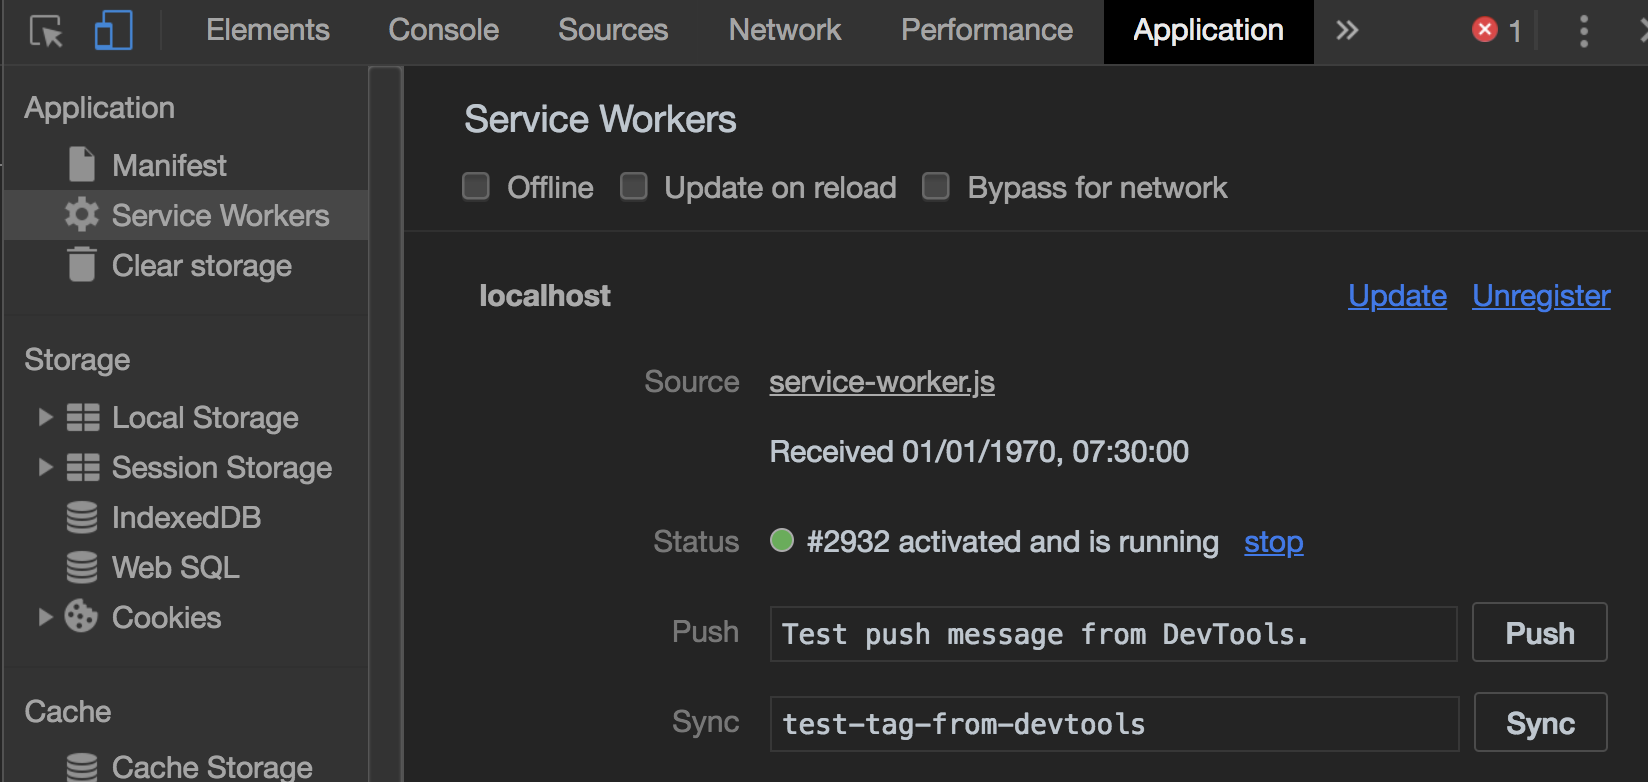 Elements Console Sources Network Performance Application 1
Application
Manifest
Service Workers
Clear storage
Storage
Local Storage
Session Storage
IndexedDB
Web SQL
Cookies
Cache
Cache Storage
Service Workers
Offline Update on reload Bypass for network
localhost Update Unregister
Source service-worker.js
Received 01/01/1970, 07:30:00
Status #2932 activated and is running stop
Push Test push message from DevTools. Push
Sync test-tag-from-devtools Sync